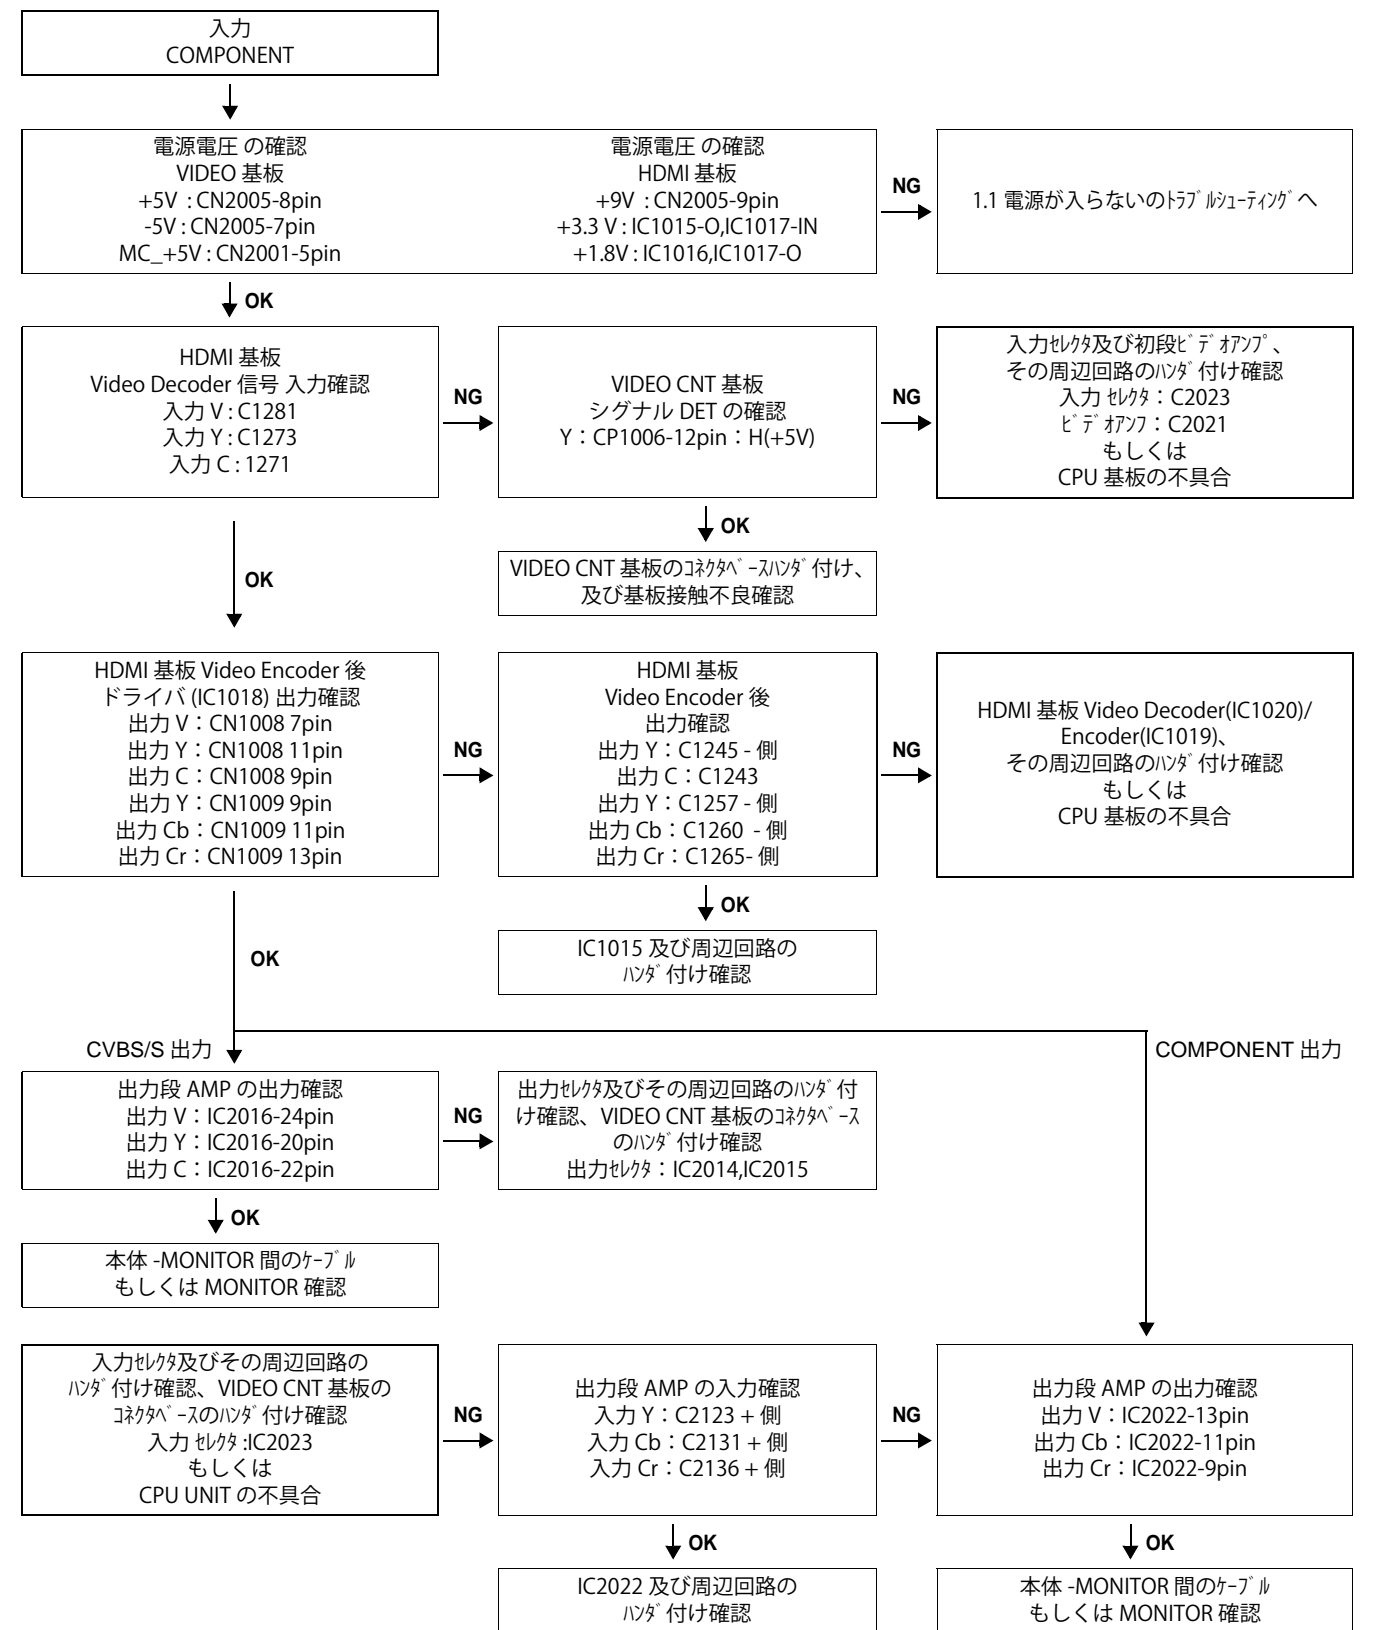 入力
COMPONENT
電源電圧 の確認
VIDEO 基板
+5V : CN2005-8pin
-5V : CN2005-7pin
MC_+5V : CN2001-5pin
電源電圧 の確認
HDMI 基板
+9V : CN2005-9pin
+3.3 V : IC1015-O,IC1017-IN
+1.8V : IC1016,IC1017-O
NG
1.1 電源が入らないのﾄﾗﾌﾞﾙｼｭｰﾃｨﾝｸﾞへ
OK
HDMI 基板
Video Decoder 信号 入力確認
入力 V : C1281
入力 Y : C1273
入力 C : 1271
NG
VIDEO CNT 基板
シグナル DET の確認
Y：CP1006-12pin：H(+5V)
NG
入力ｾﾚｸﾀ及び初段ﾋﾞﾃﾞｵｱﾝﾌﾟ、
その周辺回路のﾊﾝﾀﾞ付け確認
入力 ｾﾚｸﾀ：C2023
ﾋﾞﾃﾞｵｱﾝﾌ：C2021
もしくは
CPU 基板の不具合
OK
VIDEO CNT 基板のｺﾈｸﾀﾍﾞｰｽﾊﾝﾀﾞ付け、
及び基板接触不良確認
OK
HDMI 基板 Video Encoder 後
ドライバ (IC1018) 出力確認
出力 V：CN1008 7pin
出力 Y：CN1008 11pin
出力 C：CN1008 9pin
出力 Y：CN1009 9pin
出力 Cb：CN1009 11pin
出力 Cr：CN1009 13pin
NG
HDMI 基板
Video Encoder 後
出力確認
出力 Y：C1245 - 側
出力 C：C1243
出力 Y：C1257 - 側
出力 Cb：C1260  - 側
出力 Cr：C1265- 側
NG
HDMI 基板 Video Decoder(IC1020)/
Encoder(IC1019)、
その周辺回路のﾊﾝﾀﾞ付け確認
もしくは
CPU 基板の不具合
OK
IC1015 及び周辺回路の
ﾊﾝﾀﾞ付け確認
OK
CVBS/S 出力
COMPONENT 出力
出力段 AMP の出力確認
出力 V：IC2016-24pin
出力 Y：IC2016-20pin
出力 C：IC2016-22pin
NG
出力ｾﾚｸﾀ及びその周辺回路のﾊﾝﾀﾞ付
け確認、VIDEO CNT 基板のｺﾈｸﾀﾍﾞｰｽ
のﾊﾝﾀﾞ付け確認
出力ｾﾚｸﾀ：IC2014,IC2015
OK
本体 -MONITOR 間のｹｰﾌﾞﾙ
もしくは MONITOR 確認
入力ｾﾚｸﾀ及びその周辺回路の
ﾊﾝﾀﾞ付け確認、VIDEO CNT 基板の
ｺﾈｸﾀﾍﾞｰｽのﾊﾝﾀﾞ付け確認
入力 ｾﾚｸﾀ :IC2023
もしくは
CPU UNIT の不具合
NG
出力段 AMP の入力確認
入力 Y：C2123 + 側
入力 Cb：C2131 + 側
入力 Cr：C2136 + 側
NG
出力段 AMP の出力確認
出力 V：IC2022-13pin
出力 Cb：IC2022-11pin
出力 Cr：IC2022-9pin
OK
IC2022 及び周辺回路の
ﾊﾝﾀﾞ付け確認
OK
本体 -MONITOR 間のｹｰﾌﾞﾙ
もしくは MONITOR 確認